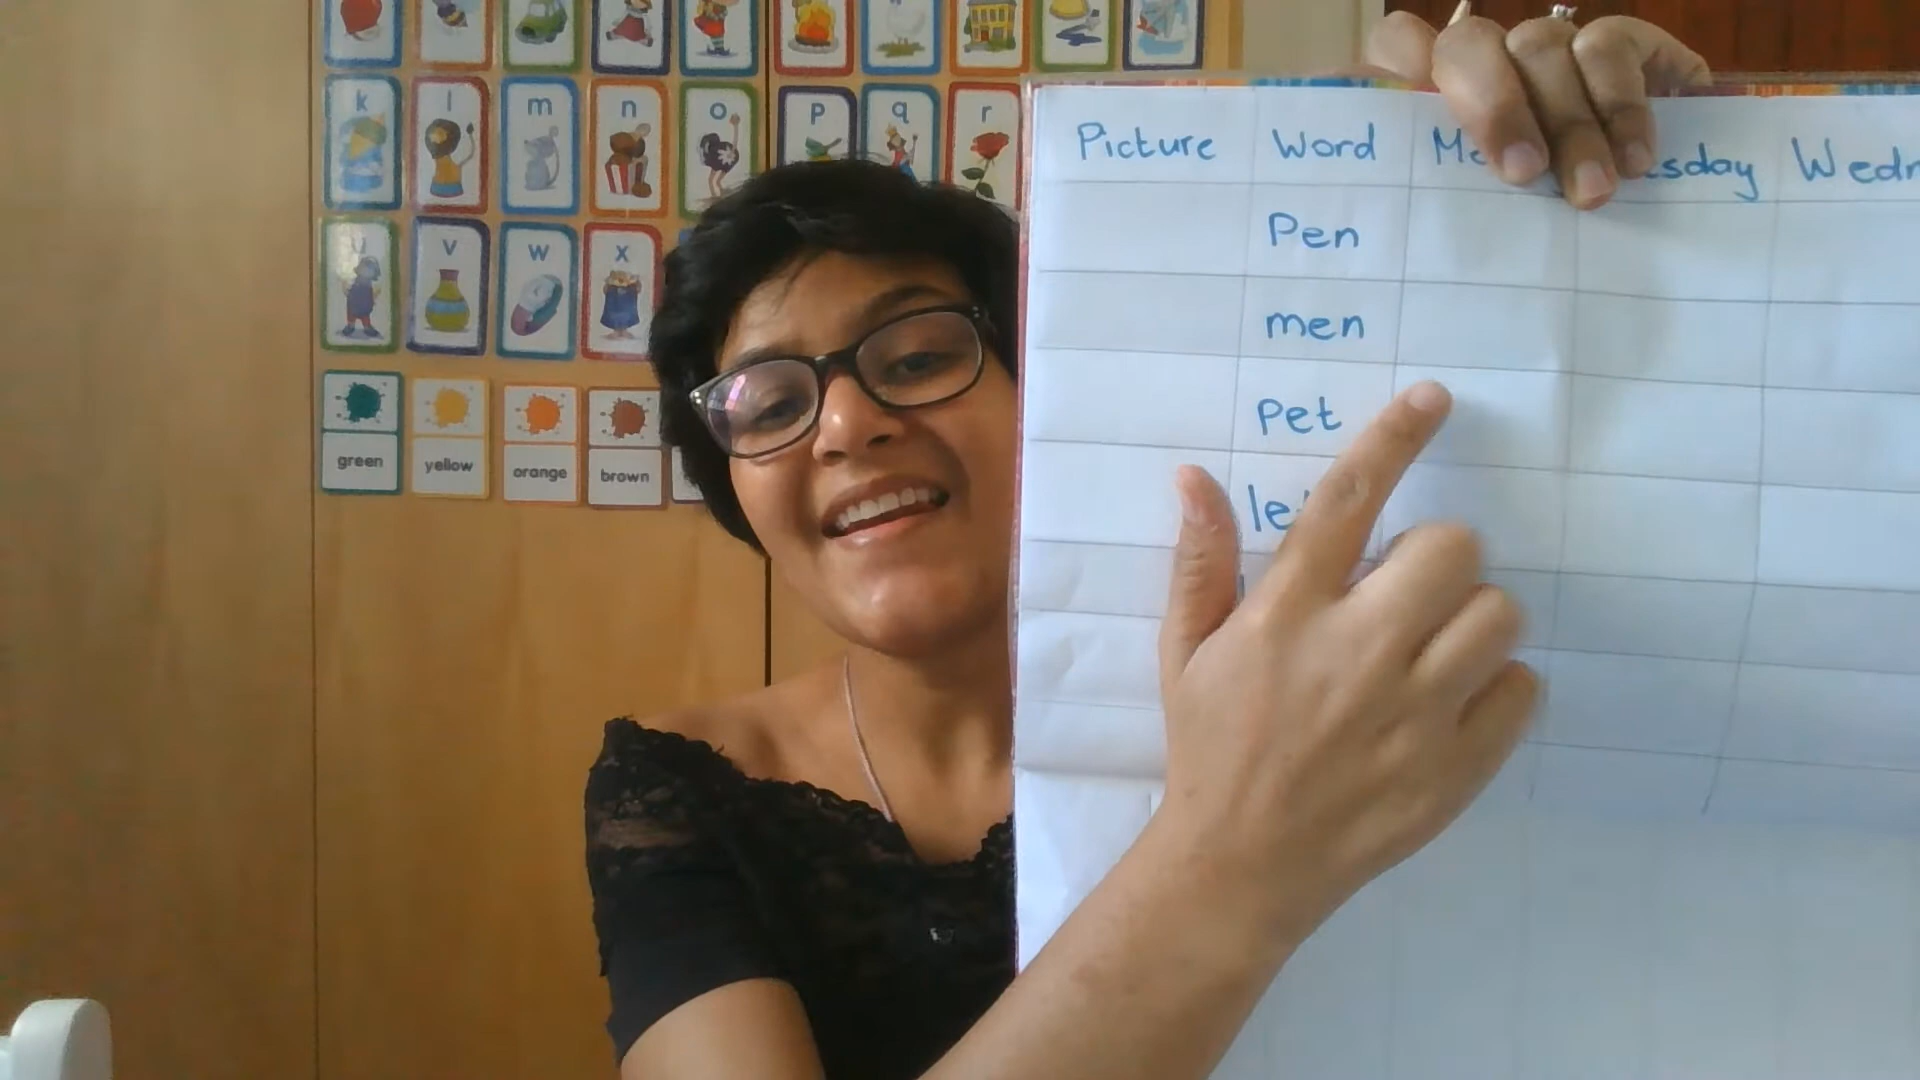 k l m n o p q r
v w x
green yellow orange brown
Picture Word
Pen
men
Pet